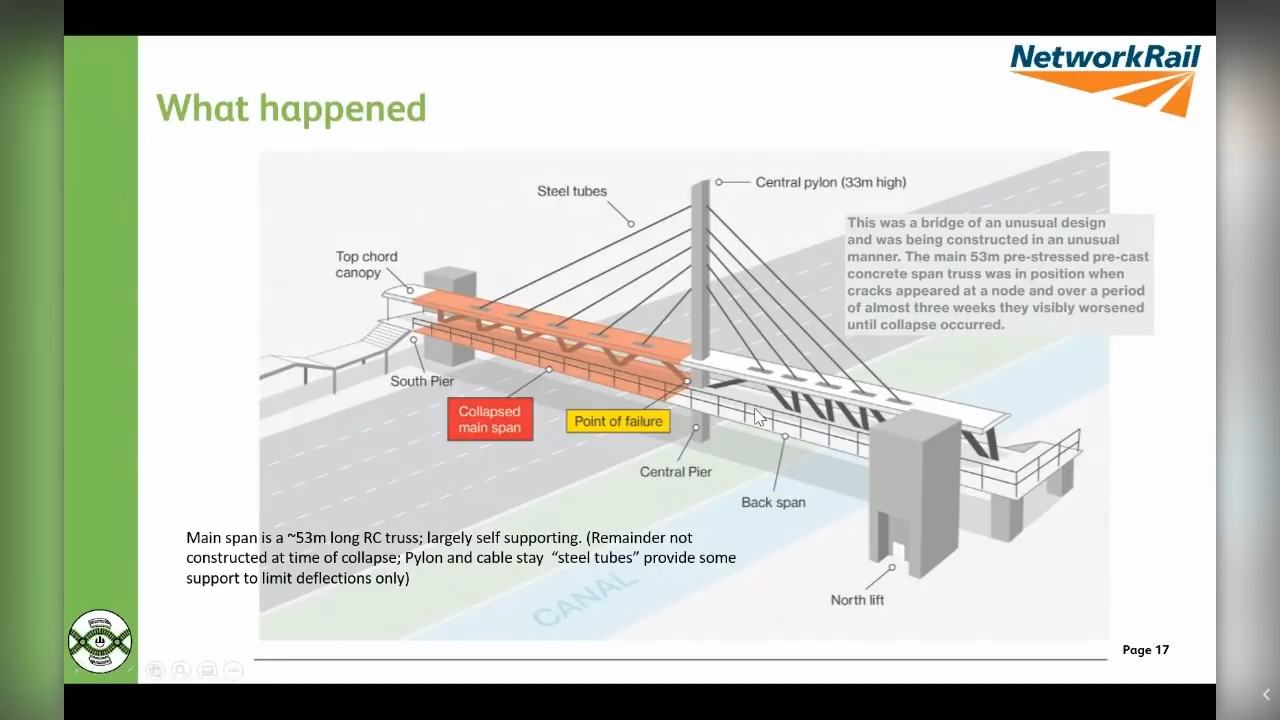 NetworkRail
What happened
Central pylon (33m high)
Steel tubes
This was a bridge of an unusual design
and was being constructed in an unusual
manner. The main 53m pre-stressed pre-cast
concrete span truss was in position when
cracks appeared at a node and over a period
of almost three weeks they visibly worsened
until collapse occurred.
Top chord
canopy
South Pier
Collapsed
main span
Point of failure
Central Pier
Back span
Main span is a ~53m long RC truss; largely self supporting. (Remainder not
constructed at time of collapse; Pylon and cable stay “steel tubes” provide some
support to limit deflections only)
CANAL
North lift
Page 17